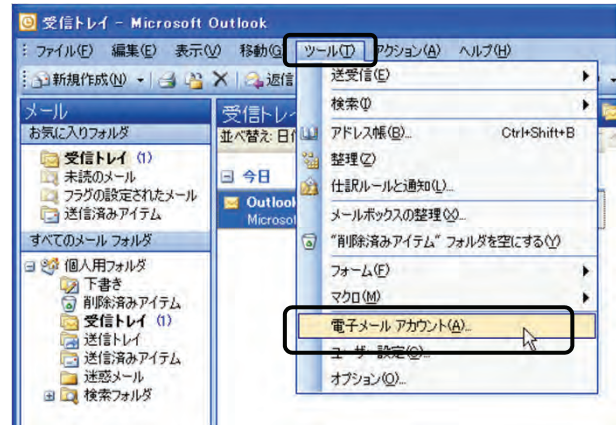 受信トレイ - Microsoft Outlook
ファイル(F) 編集(E) 表示(V) 移動(G) ツール(T) アクション(A) ヘルプ(H)
新規作成(N) 返信
メール
お気に入りフォルダ
受信トレイ (1)
未読のメール
フラグの設定されたメール
送信済みアイテム
すべてのメール フォルダ
個人用フォルダ
下書き
削除済みアイテム
受信トレイ (1)
送信トレイ
送信済みアイテム
迷惑メール
検索フォルダ
受信トレ
並べ替え: 日
今日
Outlook
Microsof
送受信(E)
検索(I)
アドレス帳(B)... Ctrl+Shift+B
整理(Z)
仕訳ルールと通知(L)...
メールボックスの整理(X)...
"削除済みアイテム" フォルダを空にする(Y)
フォーム(F)
マクロ(M)
電子メール アカウント(A)...
ユーザー設定(C)...
オプション(O)...